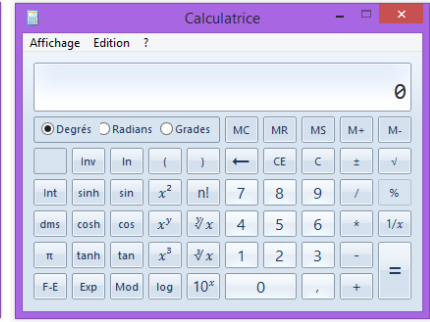 Calculatrice
Affichage Edition ?
0
Degrés Radians Grades MC MR MS M+ M-
Inv ln ( ) ← CE C ± √
Int sinh sin x² n! 7 8 9 / %
dms cosh cos xʸ ʸ√x 4 5 6 * 1/x
π tanh tan x³ ³√x 1 2 3 - =
F-E Exp Mod log 10ˣ 0 , +